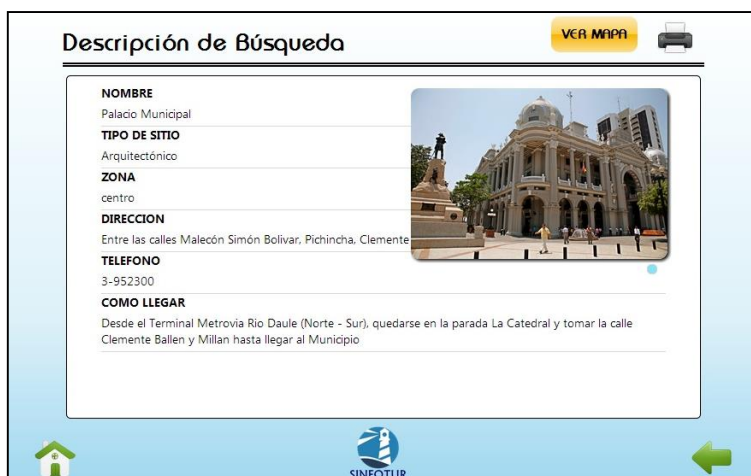 Descripción de Búsqueda
VER MAPA
NOMBRE
Palacio Municipal
TIPO DE SITIO
Arquitectónico
ZONA
centro
DIRECCION
Entre las calles Malecón Simón Bolivar, Pichincha, Clemente
TELEFONO
3-952300
COMO LLEGAR
Desde el Terminal Metrovia Rio Daule (Norte - Sur), quedarse en la parada La Catedral y tomar la calle
Clemente Ballen y Millan hasta llegar al Municipio
SINFOTUR